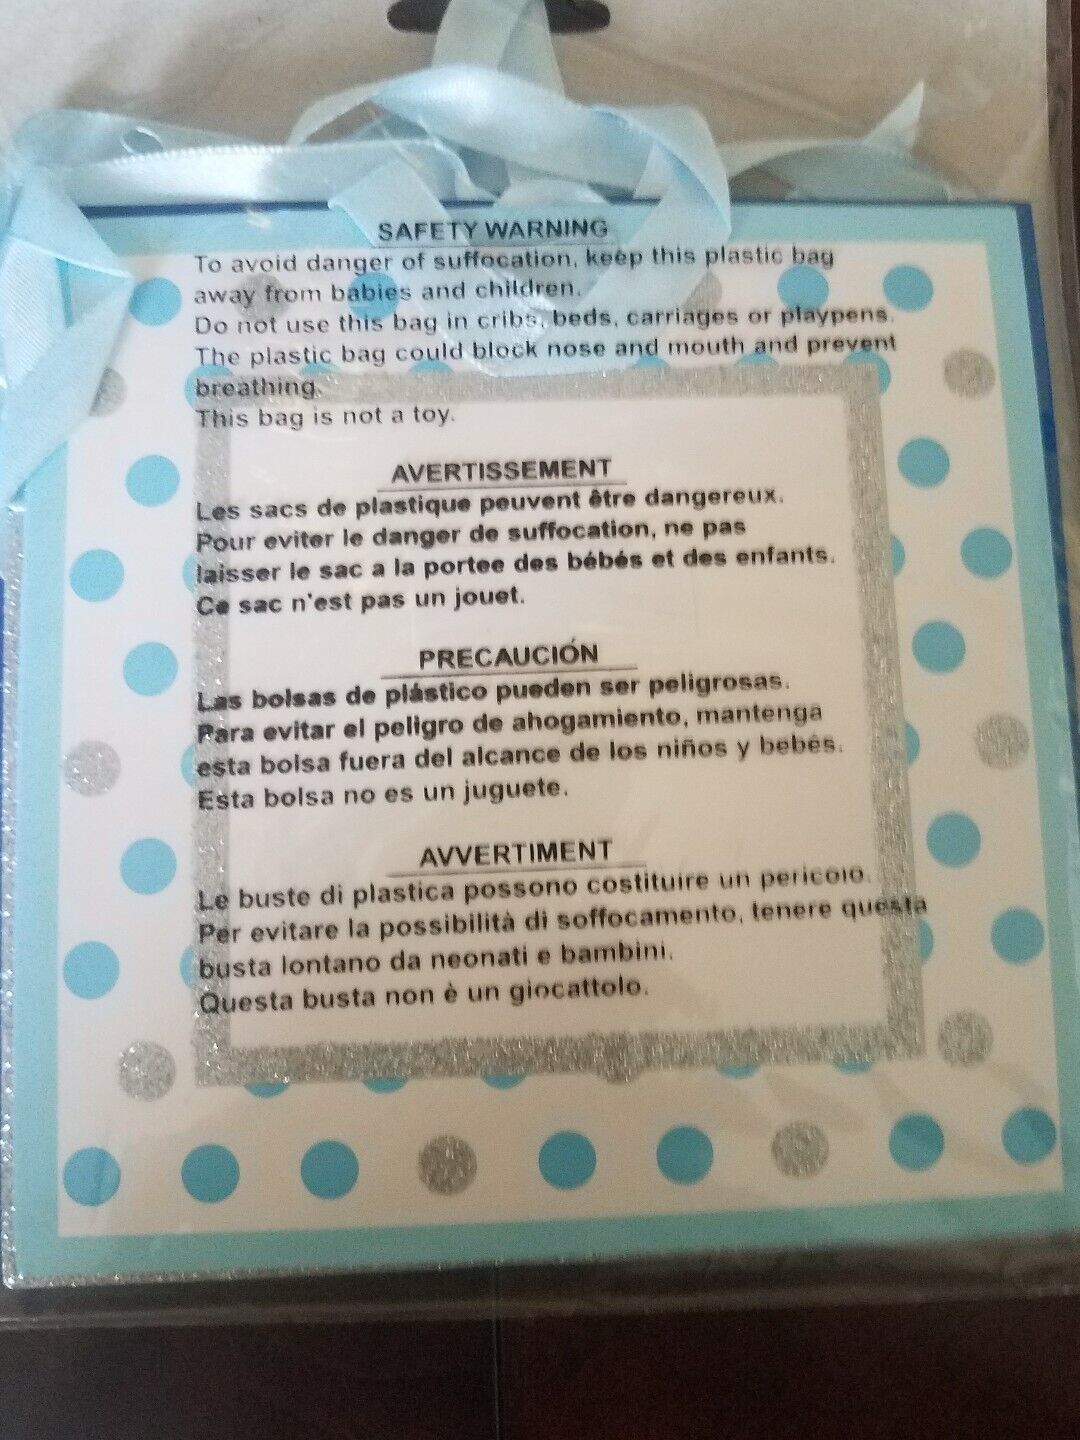 SAFETY WARNING
To avoid danger of suffocation, keep this plastic bag
away from babies and children.
Do not use this bag in cribs, beds, carriages or playpens.
The plastic bag could block nose and mouth and prevent
breathing.
This bag is not a toy.
AVERTISSEMENT
Les sacs de plastique peuvent être dangereux.
Pour eviter le danger de suffocation, ne pas
laisser le sac a la portee des bébés et des enfants.
Ce sac n'est pas un jouet.
PRECAUCIÓN
Las bolsas de plástico pueden ser peligrosas.
Para evitar el peligro de ahogamiento, mantenga
esta bolsa fuera del alcance de los niños y bebés.
Esta bolsa no es un juguete.
AVVERTIMENT
Le buste di plastica possono costituire un pericolo.
Per evitare la possibilità di soffocamento, tenere questa
busta lontano da neonati e bambini.
Questa busta non è un giocattolo.